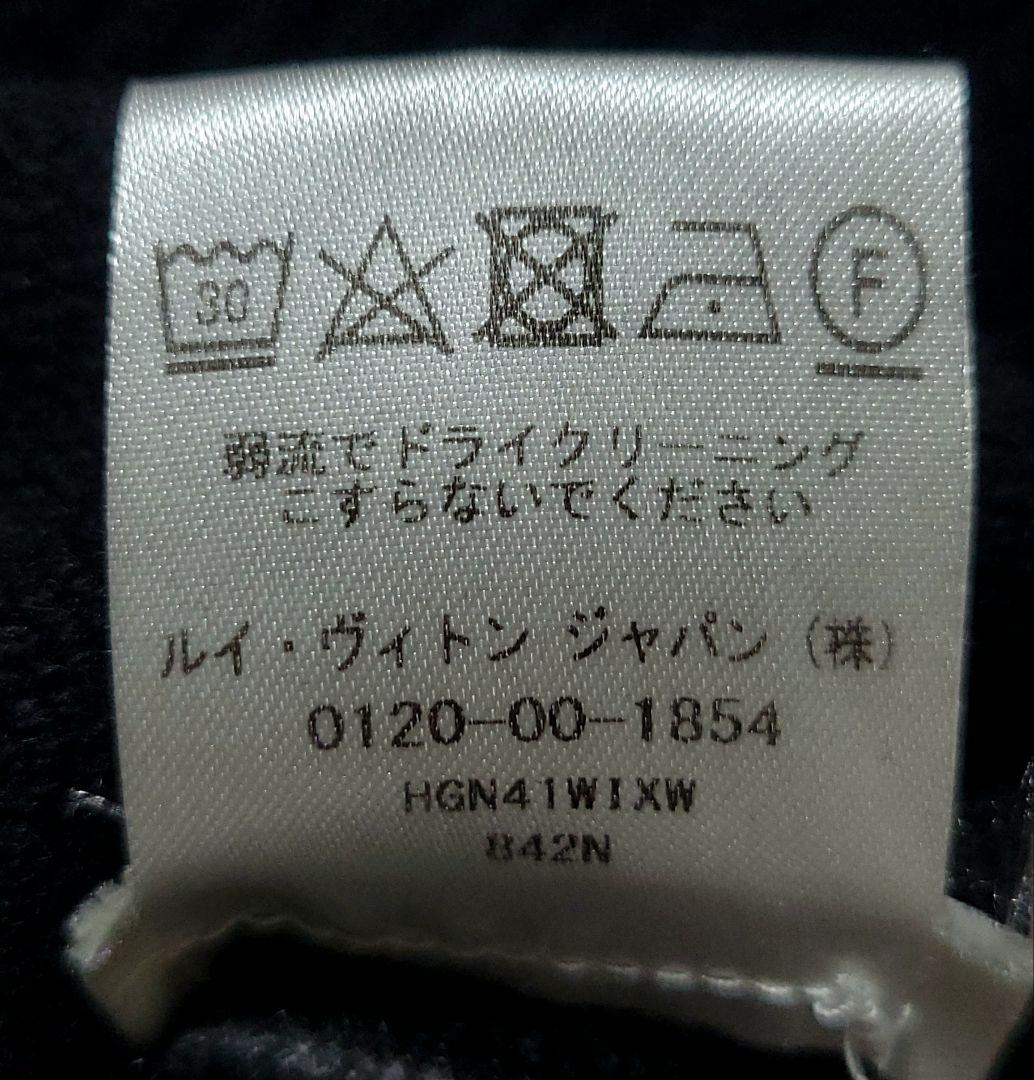 30
F
弱流でドライクリーニング
こすらないでください
ルイ・ヴィトン ジャパン（株）
0120-00-1854
HGN41WIXW
842N